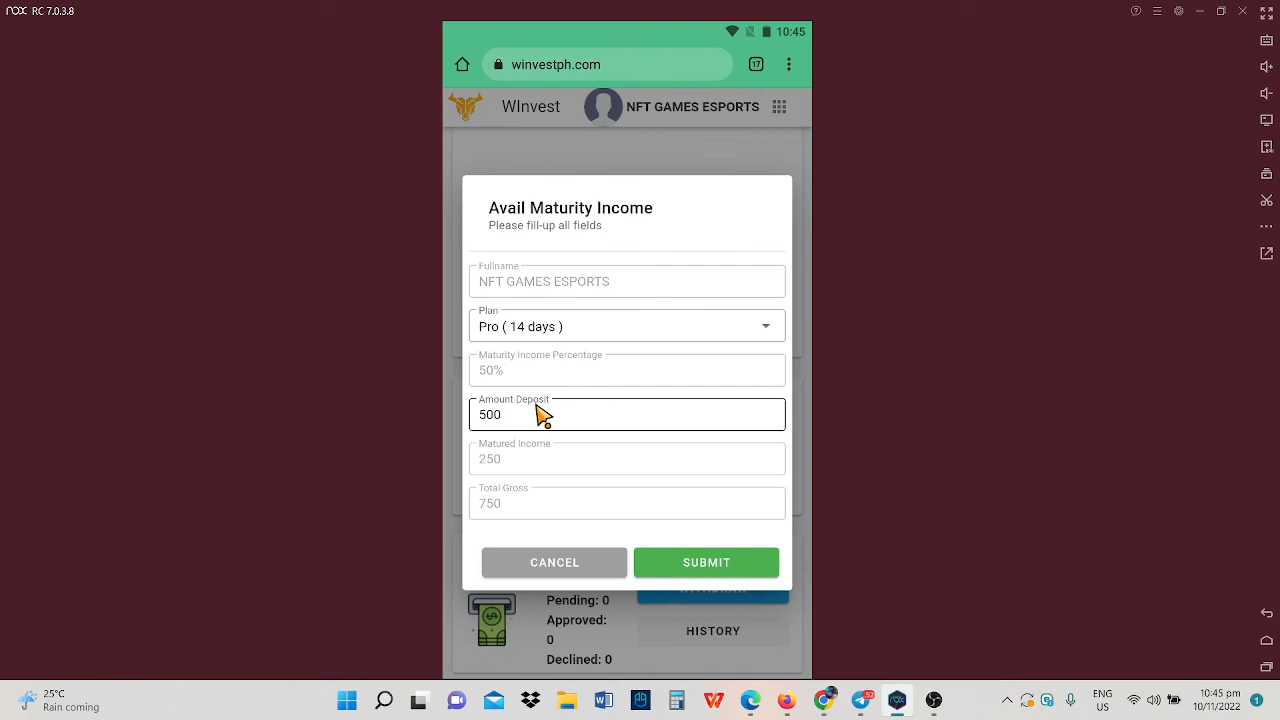 nox RC 7.0.3.8
10:45
winvestph.com
17
WInvest
NFT GAMES ESPORTS
Avail Maturity Income
Please fill-up all fields
Fullname
NFT GAMES ESPORTS
Plan
Pro ( 14 days )
Maturity Income Percentage
50%
Amount Deposit
500
Matured Income
250
Total Gross
750
CANCEL
SUBMIT
Pending: 0
Approved:
0
Declined: 0
HISTORY
25°C
Rain coming
ENG
PH
10:45 pm
10/11/2022
1